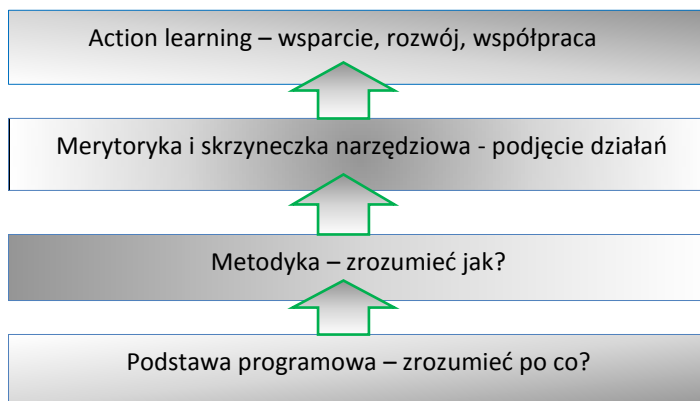 Action learning – wsparcie, rozwój, współpraca
Merytoryka i skrzyneczka narzędziowa - podjęcie działań
Metodyka – zrozumieć jak?
Podstawa programowa – zrozumieć po co?